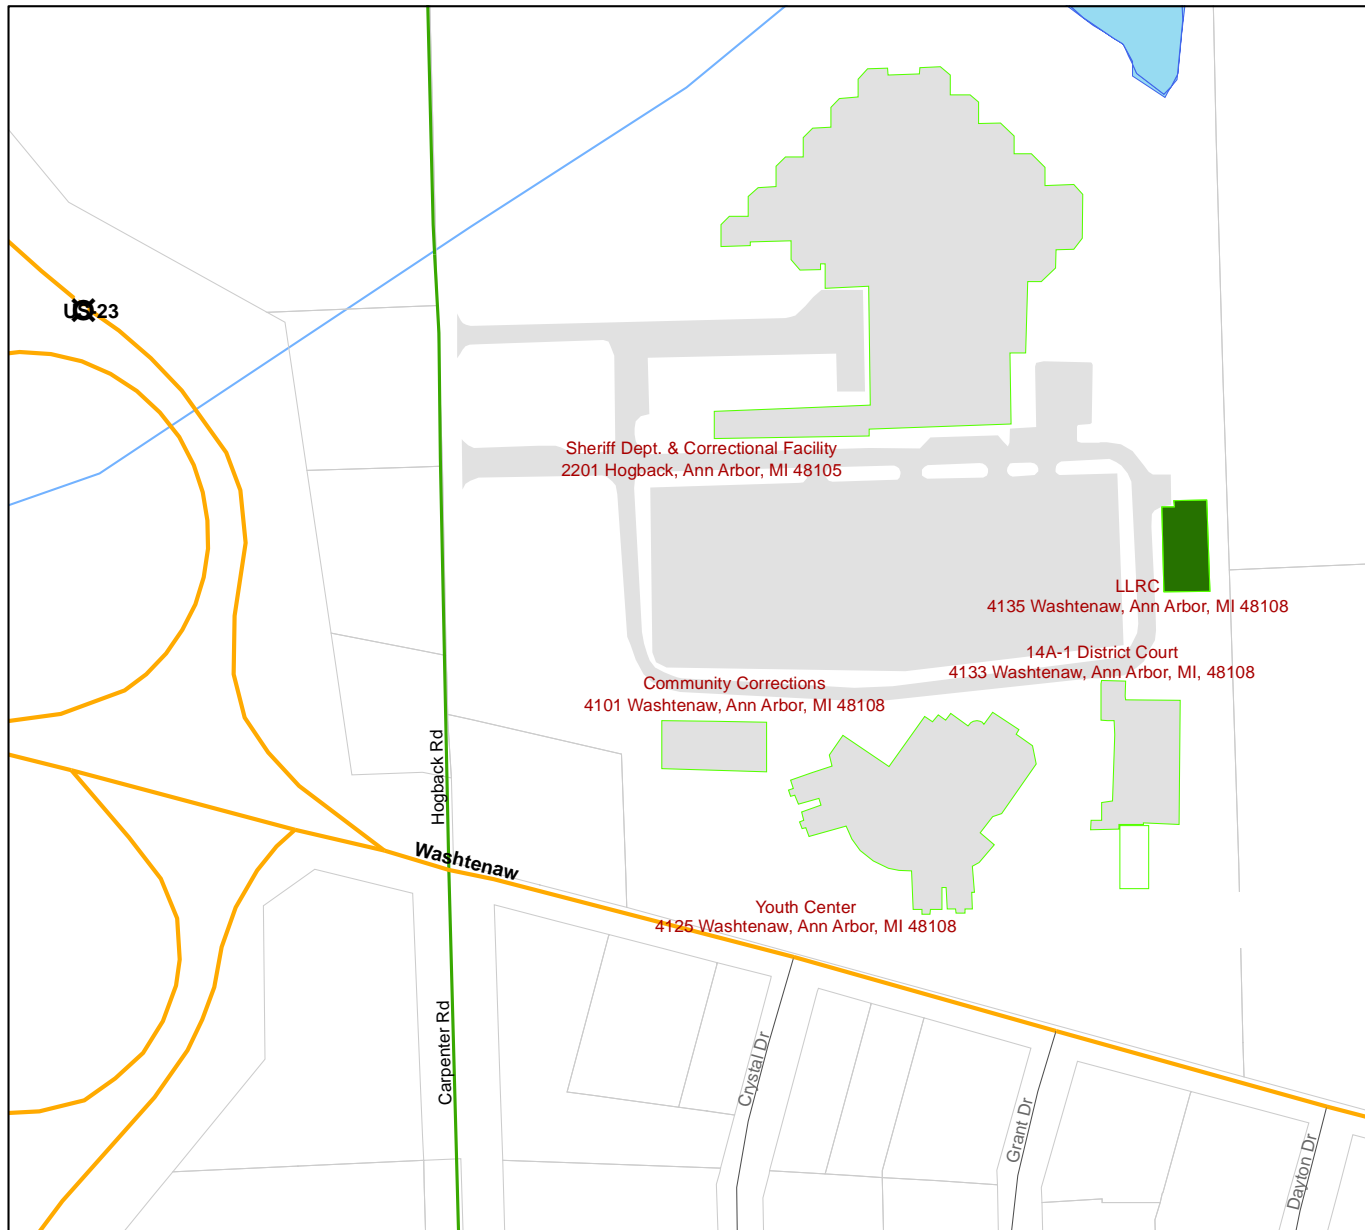 US-23
Sheriff Dept. & Correctional Facility
2201 Hogback, Ann Arbor, MI 48105
LLRC
4135 Washtenaw, Ann Arbor, MI 48108
14A-1 District Court
4133 Washtenaw, Ann Arbor, MI, 48108
Community Corrections
4101 Washtenaw, Ann Arbor, MI 48108
Hogback Rd
Washtenaw
Youth Center
4125 Washtenaw, Ann Arbor, MI 48108
Carpenter Rd
Crystal Dr
Grant Dr
Dayton Dr